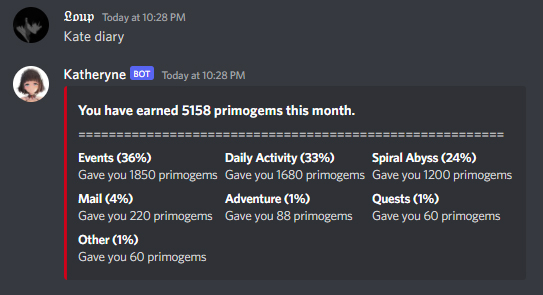 𝕷𝖔𝖚𝖕 Today at 10:28 PM
Kate diary
Katheryne BOT Today at 10:28 PM
You have earned 5158 primogems this month.
========================================================
Events (36%) Daily Activity (33%) Spiral Abyss (24%)
Gave you 1850 primogems Gave you 1680 primogems Gave you 1200 primogems
Mail (4%) Adventure (1%) Quests (1%)
Gave you 220 primogems Gave you 88 primogems Gave you 60 primogems
Other (1%)
Gave you 60 primogems